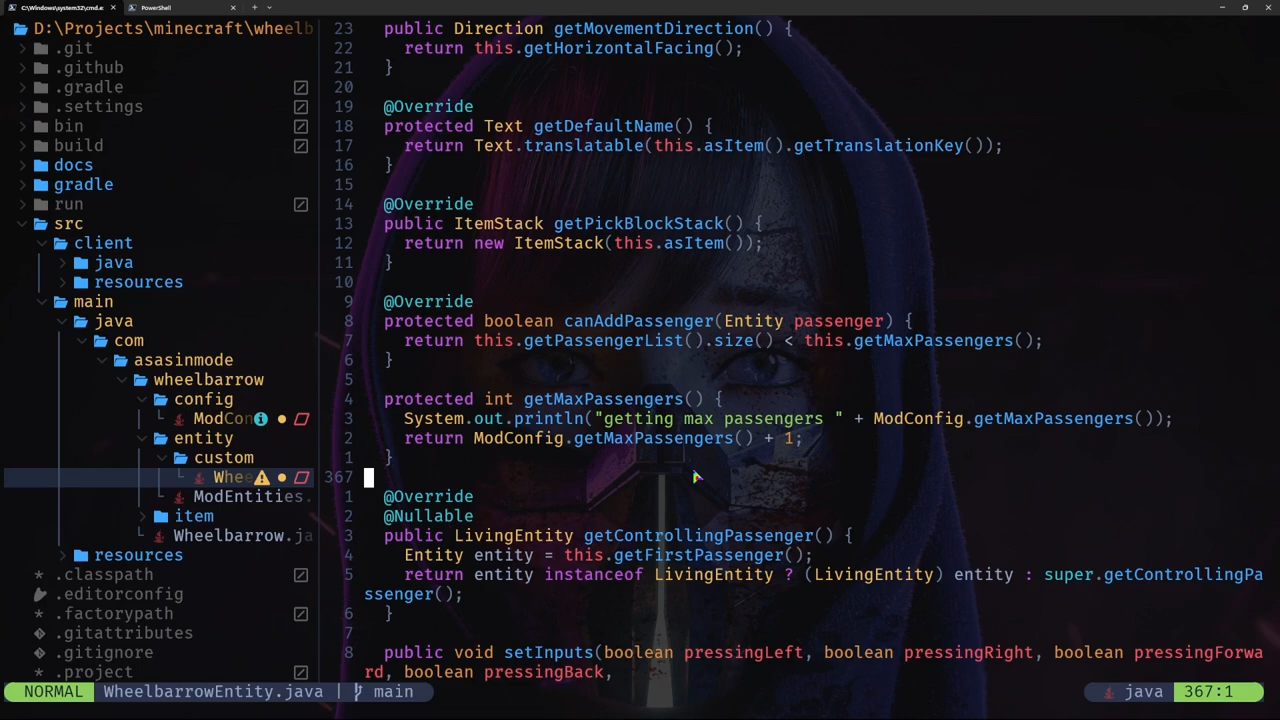 C:\Windows\system32\cmd.e
PowerShell
D:\Projects\minecraft\wheelb
.git
.github
.gradle
.settings
bin
build
docs
gradle
run
src
client
java
resources
main
java
com
asasinmode
wheelbarrow
config
ModCon
entity
custom
Whee
ModEntities.
item
Wheelbarrow.ja
resources
.classpath
.editorconfig
.factorypath
.gitattributes
.gitignore
.project
23 public Direction getMovementDirection() {
22 return this.getHorizontalFacing();
21 }
20
19 @Override
18 protected Text getDefaultName() {
17 return Text.translatable(this.asItem().getTranslationKey());
16 }
15
14 @Override
13 public ItemStack getPickBlockStack() {
12 return new ItemStack(this.asItem());
11 }
10
9 @Override
8 protected boolean canAddPassenger(Entity passenger) {
7 return this.getPassengerList().size() < this.getMaxPassengers();
6 }
5
4 protected int getMaxPassengers() {
3 System.out.println("getting max passengers " + ModConfig.getMaxPassengers());
2 return ModConfig.getMaxPassengers() + 1;
1 }
367
1 @Override
2 @Nullable
3 public LivingEntity getControllingPassenger() {
4 Entity entity = this.getFirstPassenger();
5 return entity instanceof LivingEntity ? (LivingEntity) entity : super.getControllingPa
ssenger();
6 }
7
8 public void setInputs(boolean pressingLeft, boolean pressingRight, boolean pressingForwa
rd, boolean pressingBack,
NORMAL WheelbarrowEntity.java | main java 367:1